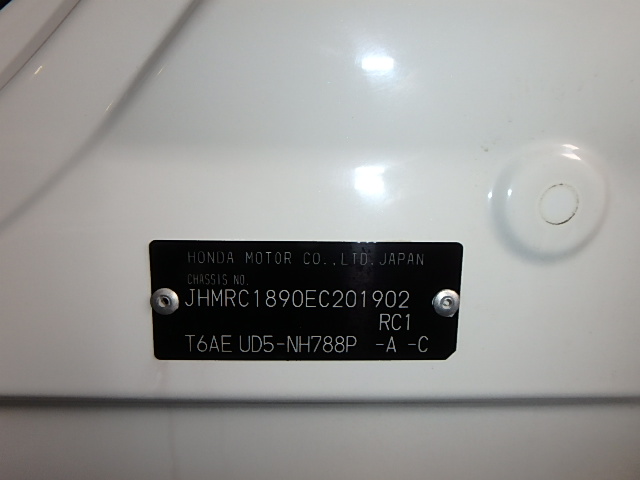 HONDA MOTOR CO.,LTD.JAPAN
CHASSIS NO.
JHMRC1890EC201902
RC1
T6AE UD5-NH788P -A -C